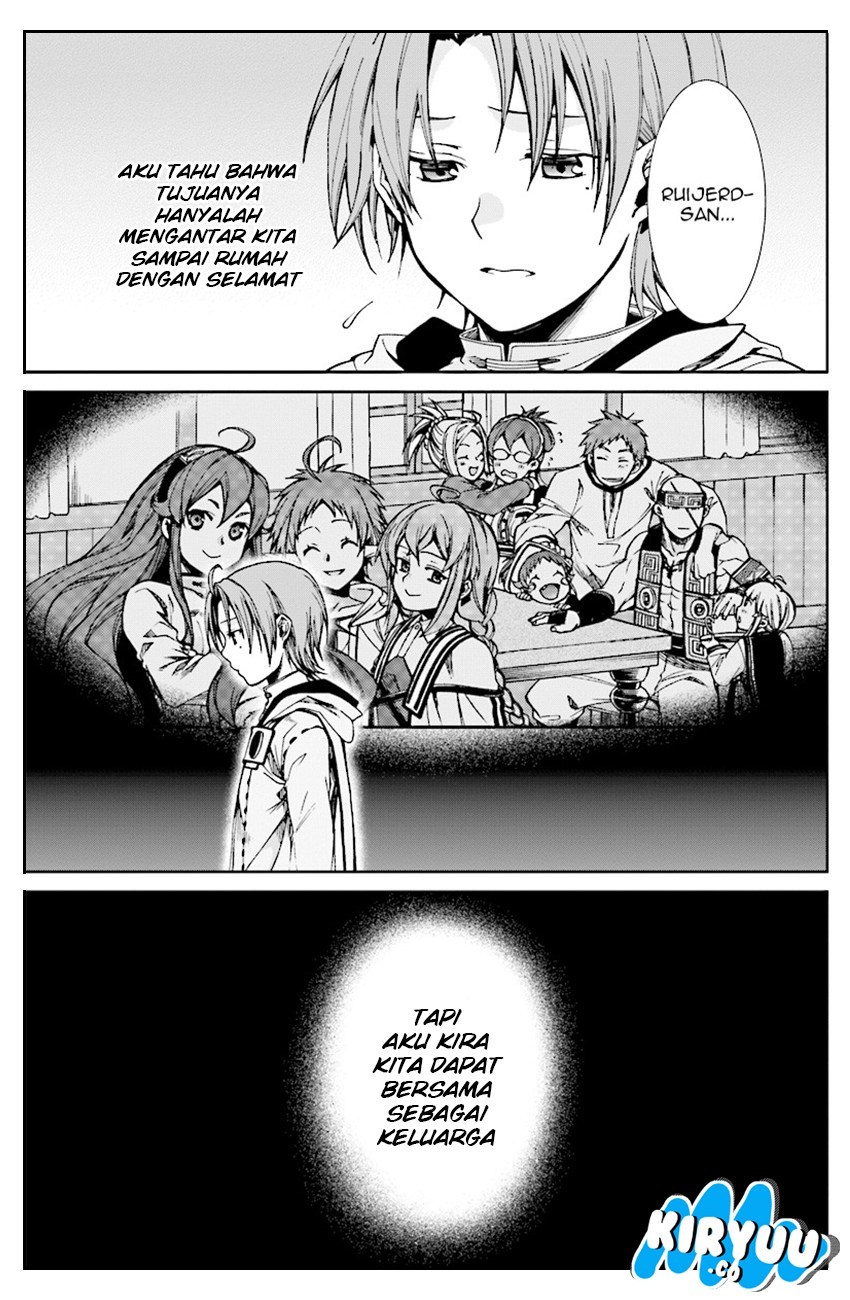 RUIJERD-
SAN...
AKU TAHU BAHWA
TUJUANYA
HANYALAH
MENGANTAR KITA
SAMPAI RUMAH
DENGAN SELAMAT
TAPI
AKU KIRA
KITA DAPAT
BERSAMA
SEBAGAI
KELUARGA
KIRYUU
.CO